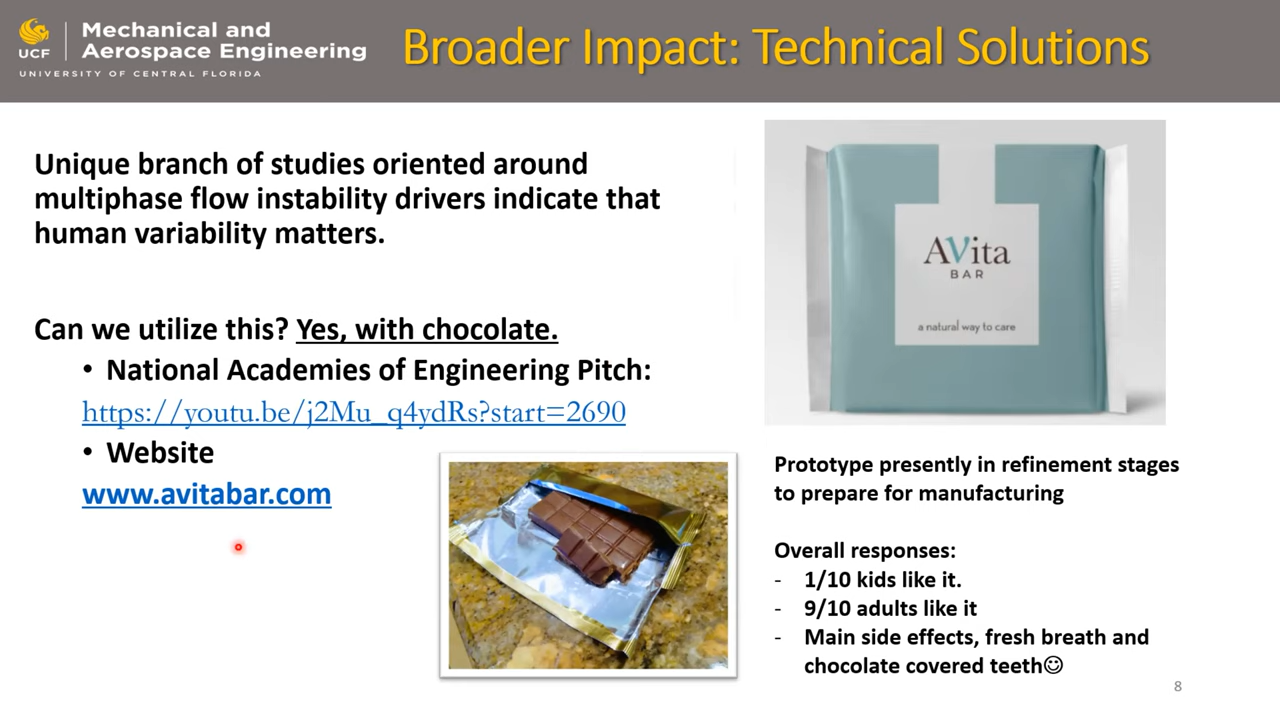 UCF
Mechanical and
Aerospace Engineering
UNIVERSITY OF CENTRAL FLORIDA
Broader Impact: Technical Solutions
Unique branch of studies oriented around
multiphase flow instability drivers indicate that
human variability matters.
Can we utilize this? Yes, with chocolate.
• National Academies of Engineering Pitch:
https://youtu.be/j2Mu_q4ydRs?start=2690
• Website
www.avitabar.com
AVita
BAR
a natural way to care
Prototype presently in refinement stages
to prepare for manufacturing
Overall responses:
- 1/10 kids like it.
- 9/10 adults like it
- Main side effects, fresh breath and
chocolate covered teeth☺
8